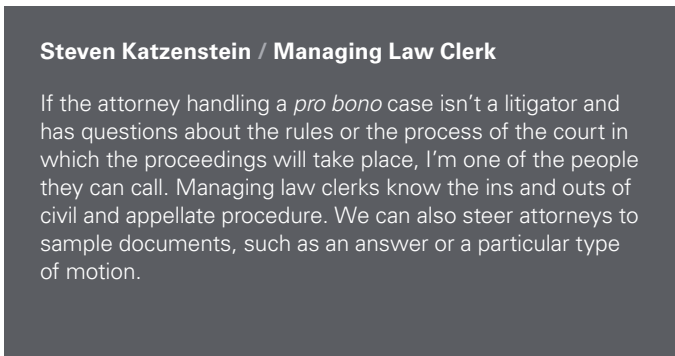 Steven Katzenstein / Managing Law Clerk
If the attorney handling a pro bono case isn’t a litigator and
has questions about the rules or the process of the court in
which the proceedings will take place, I’m one of the people
they can call. Managing law clerks know the ins and outs of
civil and appellate procedure. We can also steer attorneys to
sample documents, such as an answer or a particular type
of motion.